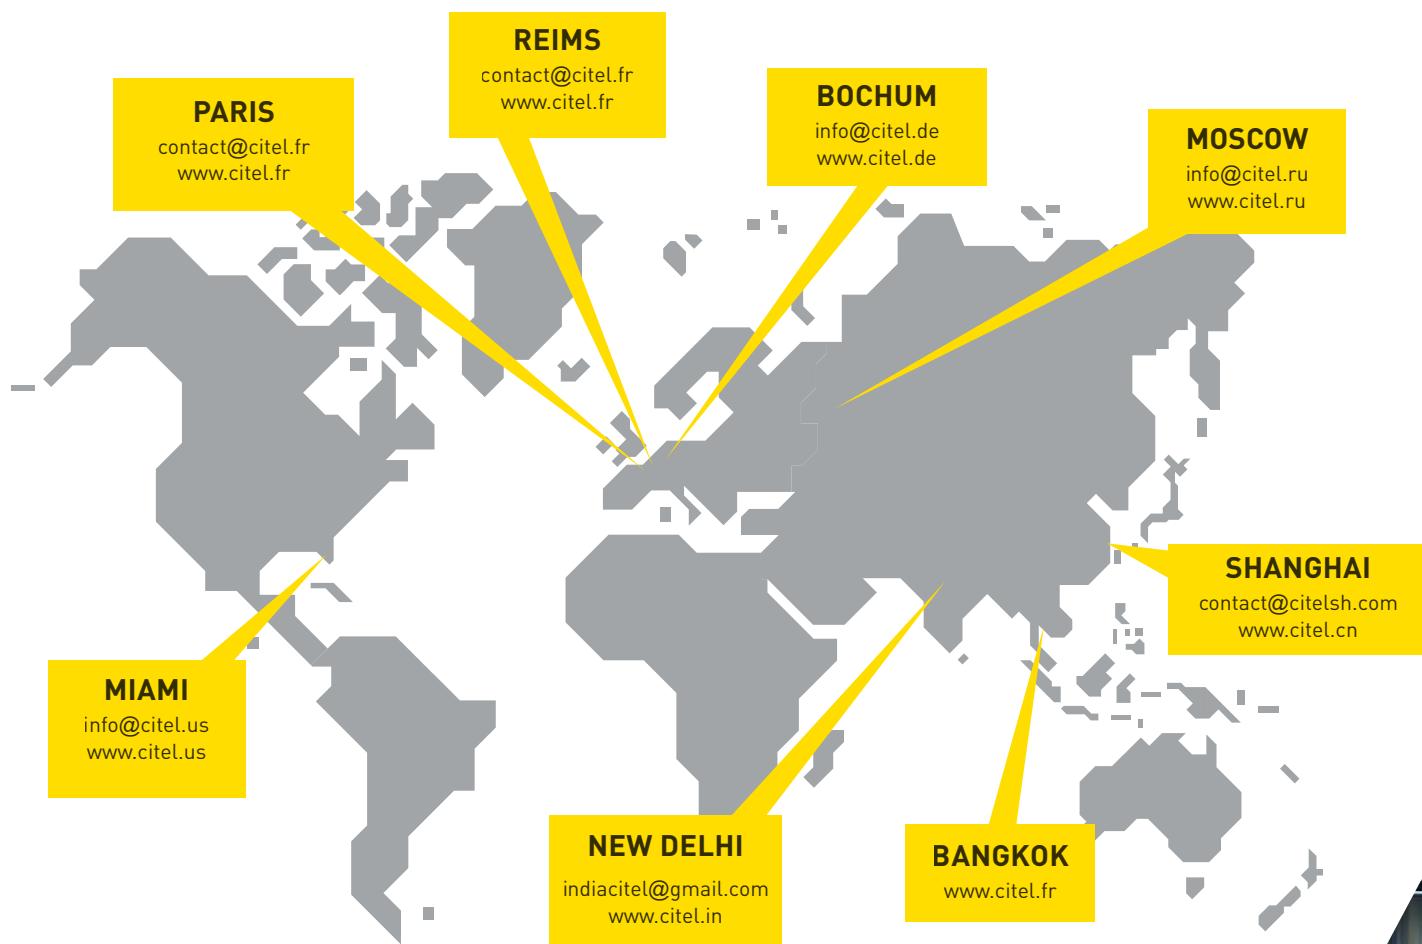 REIMS
contact@citel.fr
www.citel.fr
PARIS
contact@citel.fr
www.citel.fr
BOCHUM
info@citel.de
www.citel.de
MOSCOW
info@citel.ru
www.citel.ru
SHANGHAI
contact@citelsh.com
www.citel.cn
MIAMI
info@citel.us
www.citel.us
NEW DELHI
indiacitel@gmail.com
www.citel.in
BANGKOK
www.citel.fr